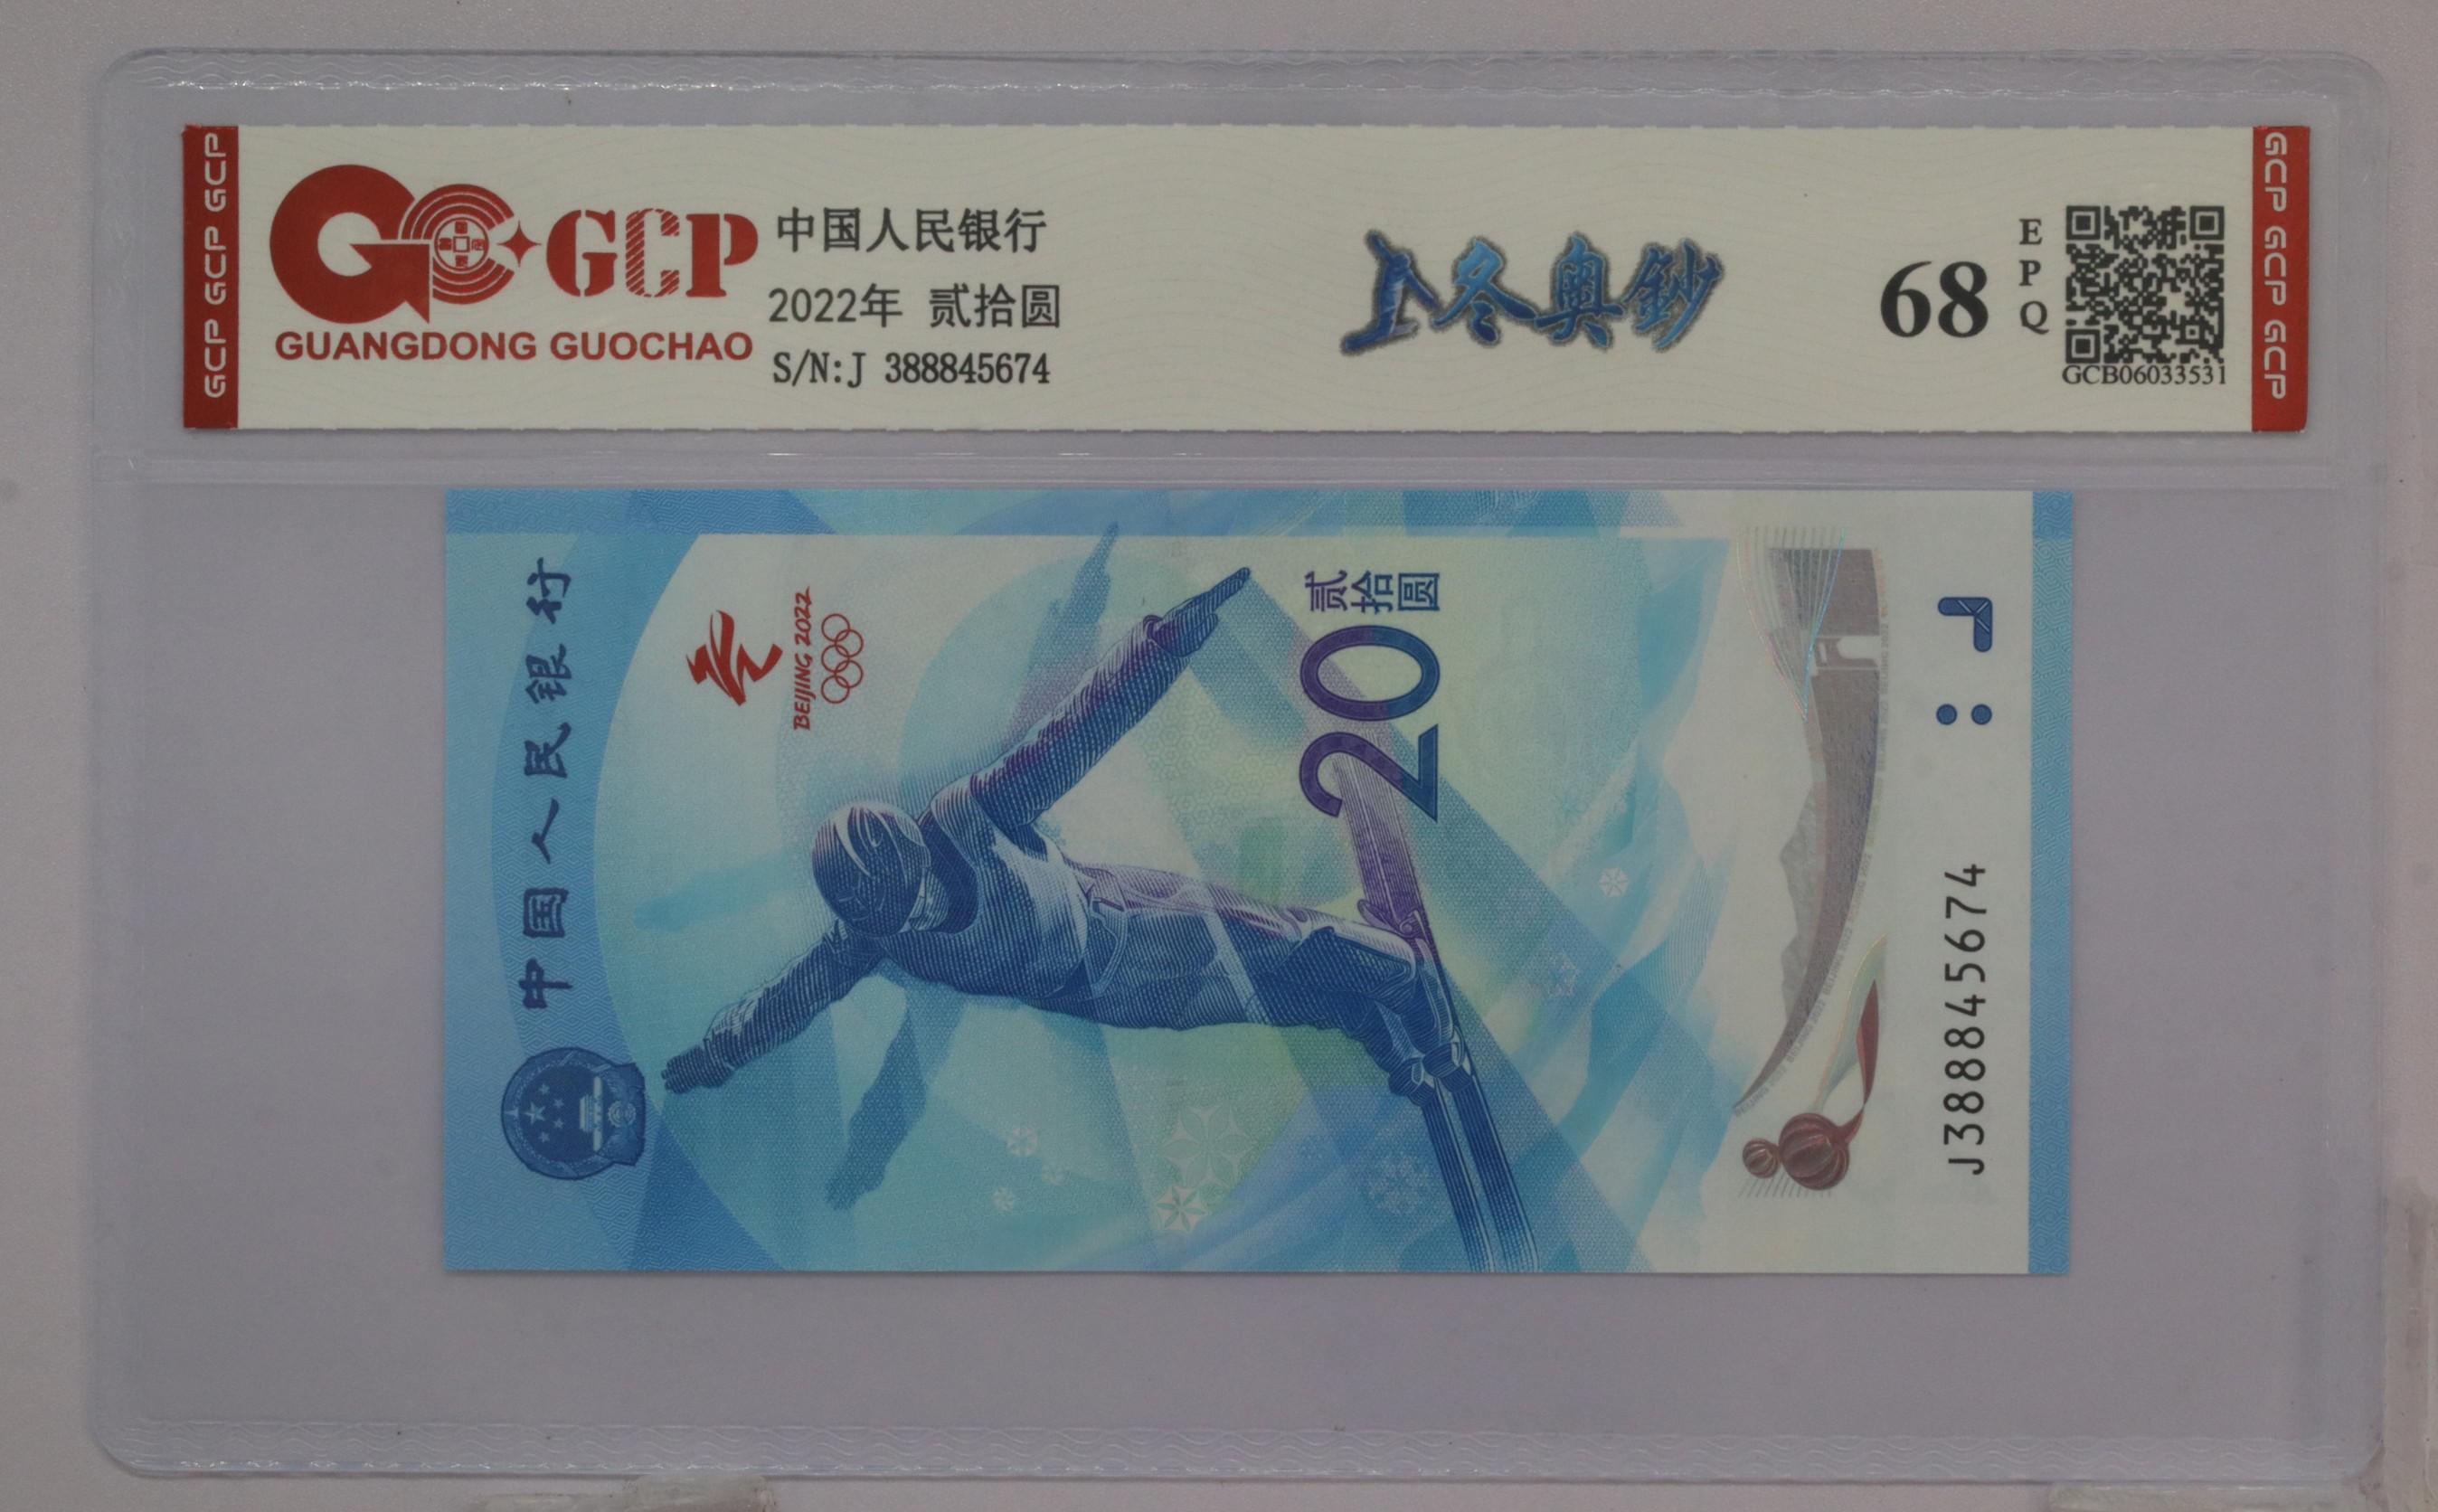 GCP GCP GCP
GCP
GUANGDONG GUOCHAO
中国人民银行
2022年 贰拾圆
S/N:J 388845674
冬奥鈔
68
EPQ
GCB06033531
GCP GCP GCP
中国人民银行
BEIJING 2022
贰拾圆
20
J388845674